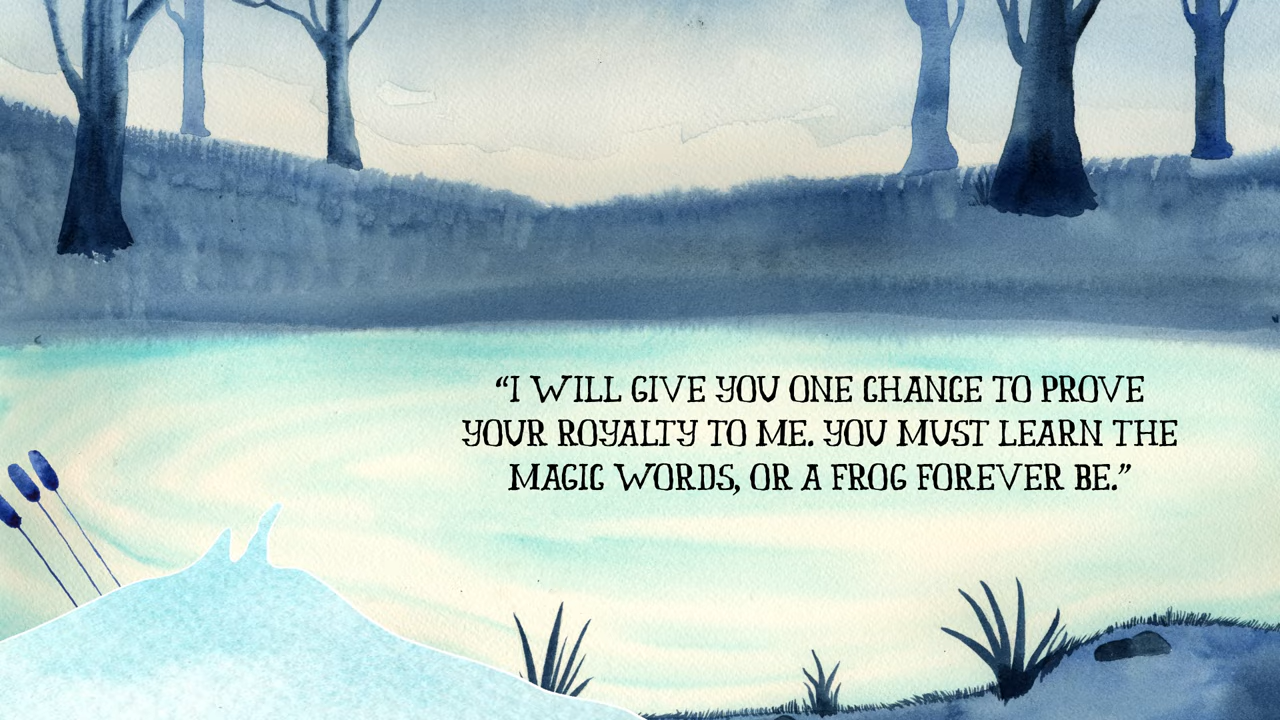 “I WILL GIVE YOU ONE CHANCE TO PROVE
YOUR ROYALTY TO ME. YOU MUST LEARN THE
MAGIC WORDS, OR A FROG FOREVER BE.”